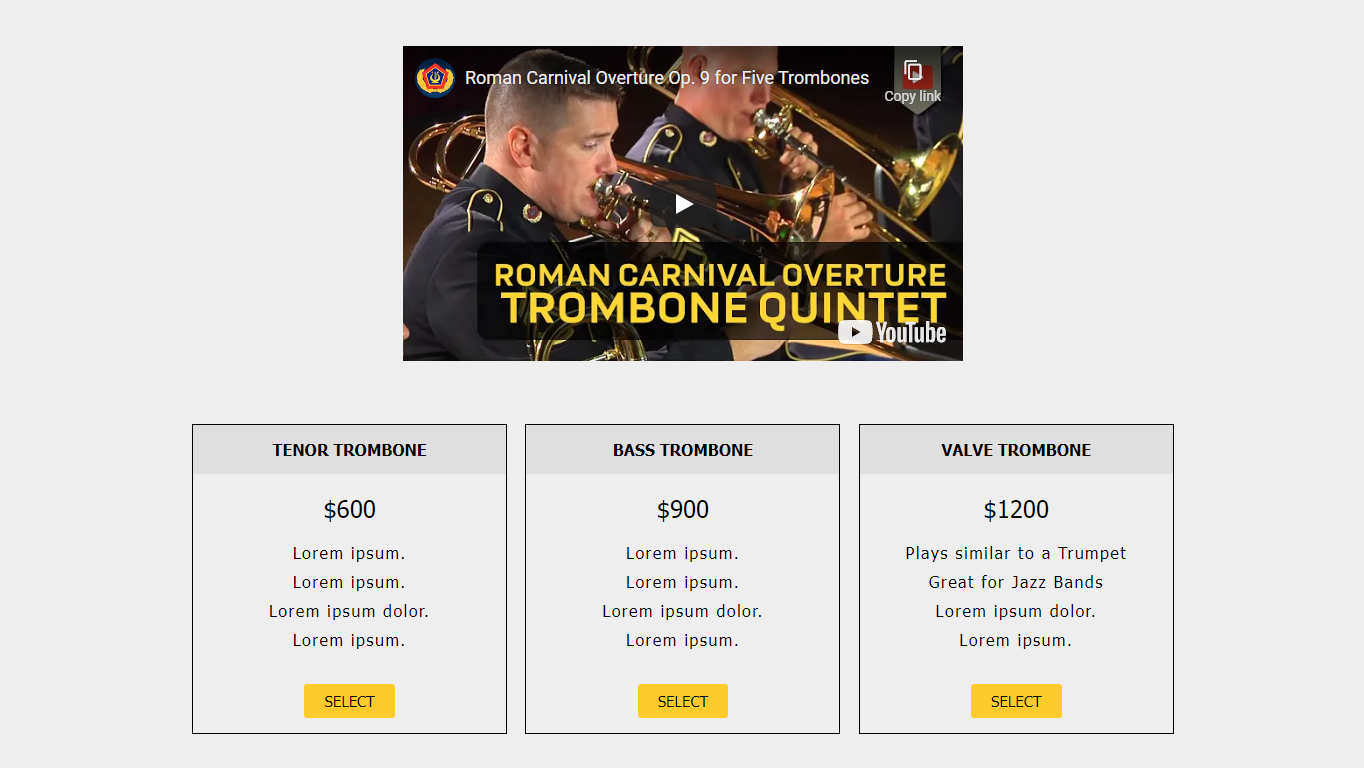 Roman Carnival Overture Op. 9 for Five Trombones
Copy link
ROMAN CARNIVAL OVERTURE
TROMBONE QUINTET
YouTube
TENOR TROMBONE
$600
Lorem ipsum.
Lorem ipsum.
Lorem ipsum dolor.
Lorem ipsum.
SELECT
BASS TROMBONE
$900
Lorem ipsum.
Lorem ipsum.
Lorem ipsum dolor.
Lorem ipsum.
SELECT
VALVE TROMBONE
$1200
Plays similar to a Trumpet
Great for Jazz Bands
Lorem ipsum dolor.
Lorem ipsum.
SELECT